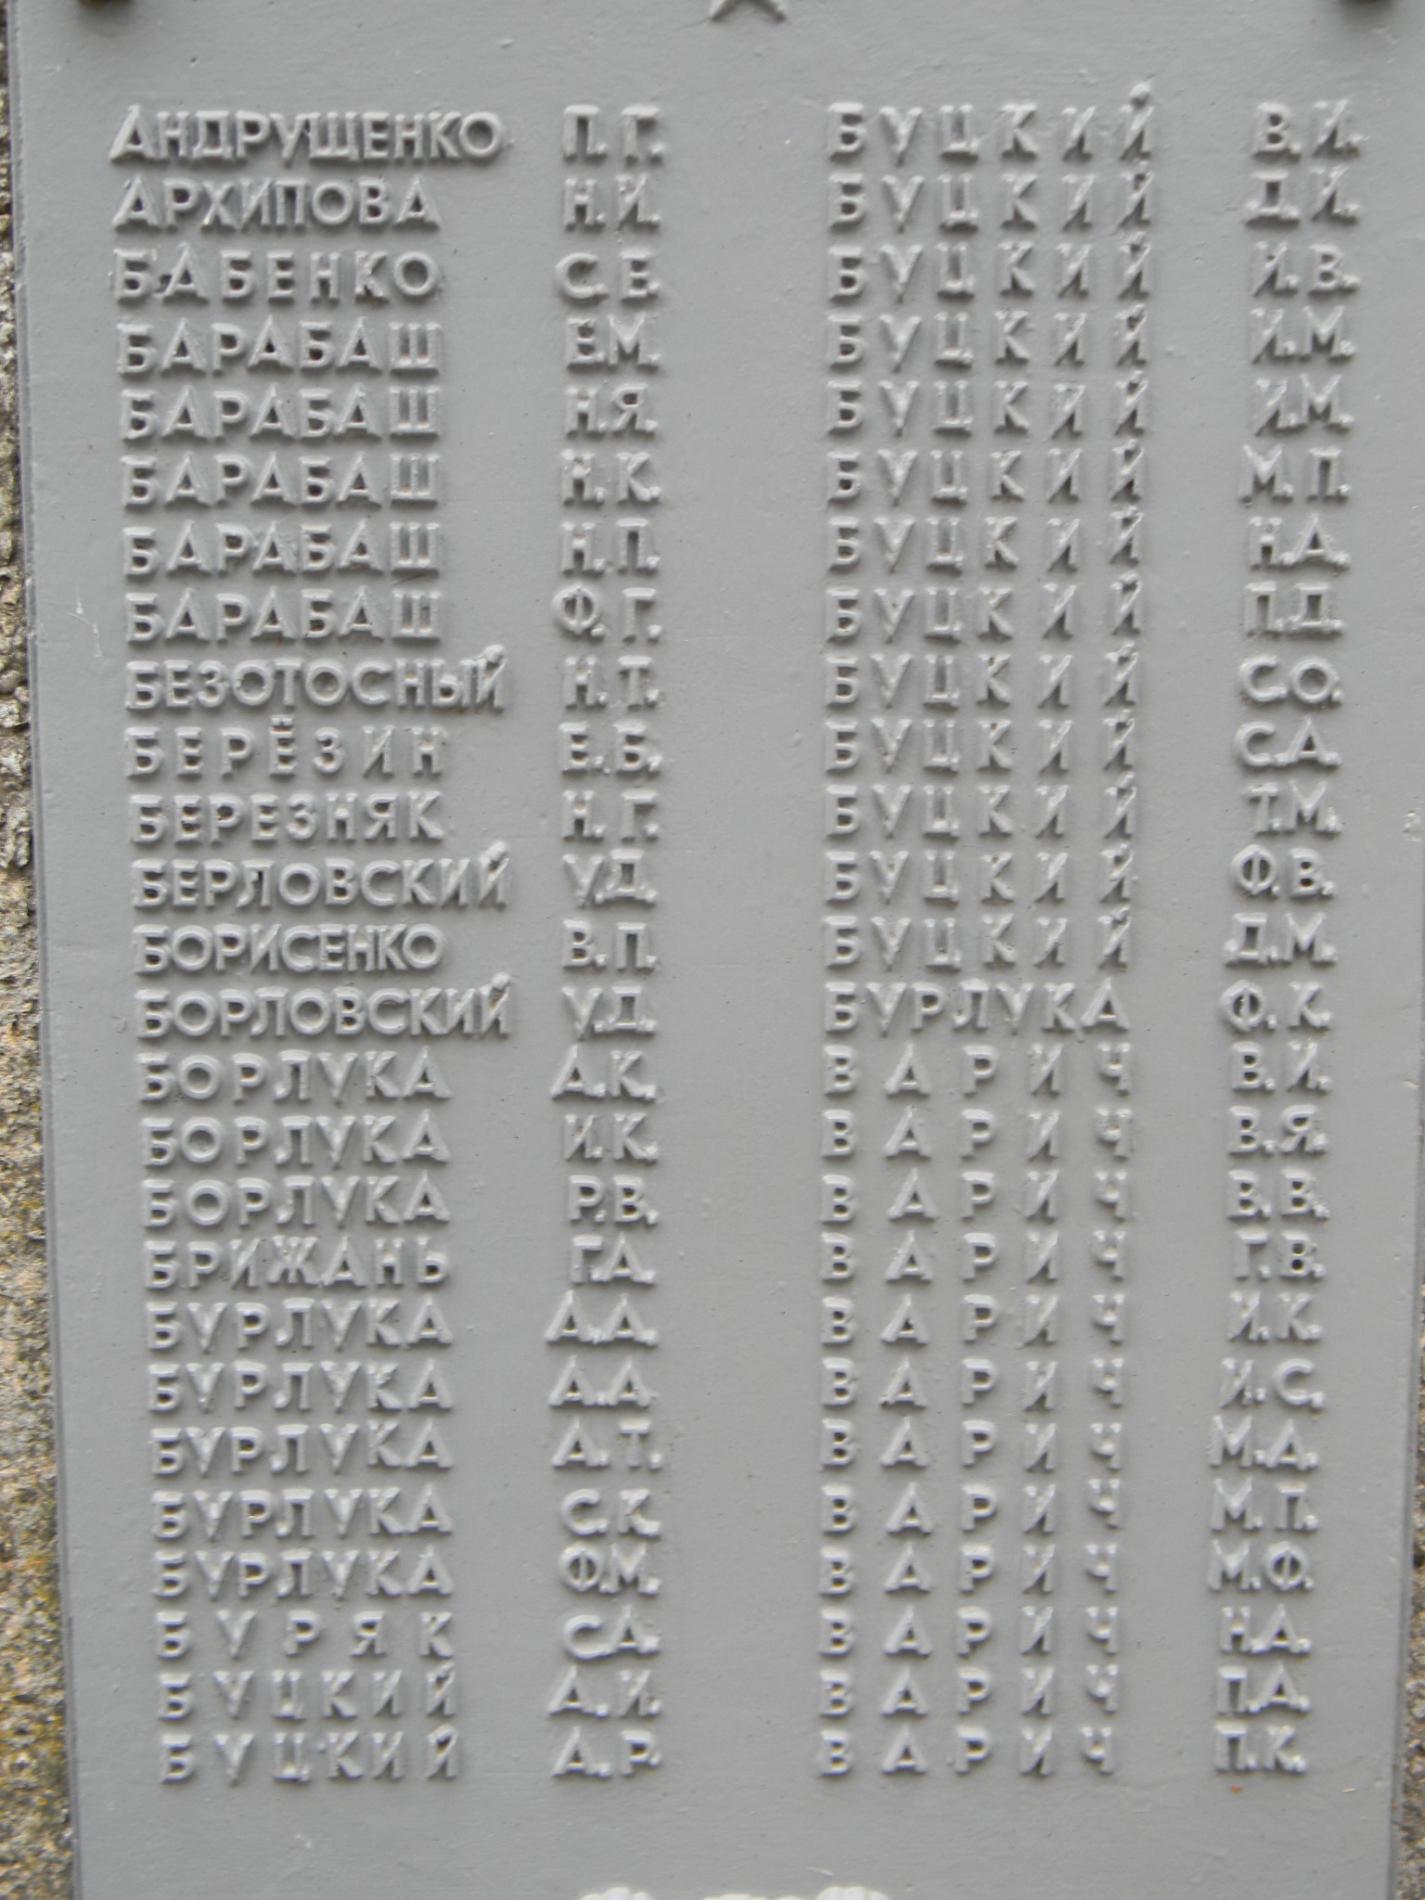 АНДРУЩЕНКО П.Г.
АРХИПОВА Н.И.
БАБЕНКО С.Е.
БАРАБАШ Е.М.
БАРАБАШ Н.Я.
БАРАБАШ Н.К.
БАРАБАШ Н.П.
БАРАБАШ Ф.Г.
БЕЗОТОСНЫЙ Н.Т.
БЕРЁЗИН Е.Б.
БЕРЕЗНЯК Н.Г.
БЕРЛОВСКИЙ У.Д.
БОРИСЕНКО В.П.
БОРЛОВСКИЙ У.Д.
БОРЛУКА А.К.
БОРЛУКА И.К.
БОРЛУКА Р.В.
БРИЖАНЬ Г.А.
БУРЛУКА А.А.
БУРЛУКА А.А.
БУРЛУКА А.Т.
БУРЛУКА С.К.
БУРЛУКА Ф.М.
БУРЯК С.А.
БУЦКИЙ А.И.
БУЦКИЙ А.Р.
БУЦКИЙ В.И.
БУЦКИЙ Д.И.
БУЦКИЙ И.В.
БУЦКИЙ И.М.
БУЦКИЙ И.М.
БУЦКИЙ М.П.
БУЦКИЙ Н.Д.
БУЦКИЙ П.Д.
БУЦКИЙ С.О.
БУЦКИЙ С.А.
БУЦКИЙ Т.М.
БУЦКИЙ Ф.В.
БУЦКИЙ Д.М.
БУРЛУКА Ф.К.
ВАРИЧ В.И.
ВАРИЧ В.Я.
ВАРИЧ В.В.
ВАРИЧ Г.В.
ВАРИЧ И.К.
ВАРИЧ И.С.
ВАРИЧ М.А.
ВАРИЧ М.П.
ВАРИЧ М.Ф.
ВАРИЧ Н.А.
ВАРИЧ П.А.
ВАРИЧ П.К.